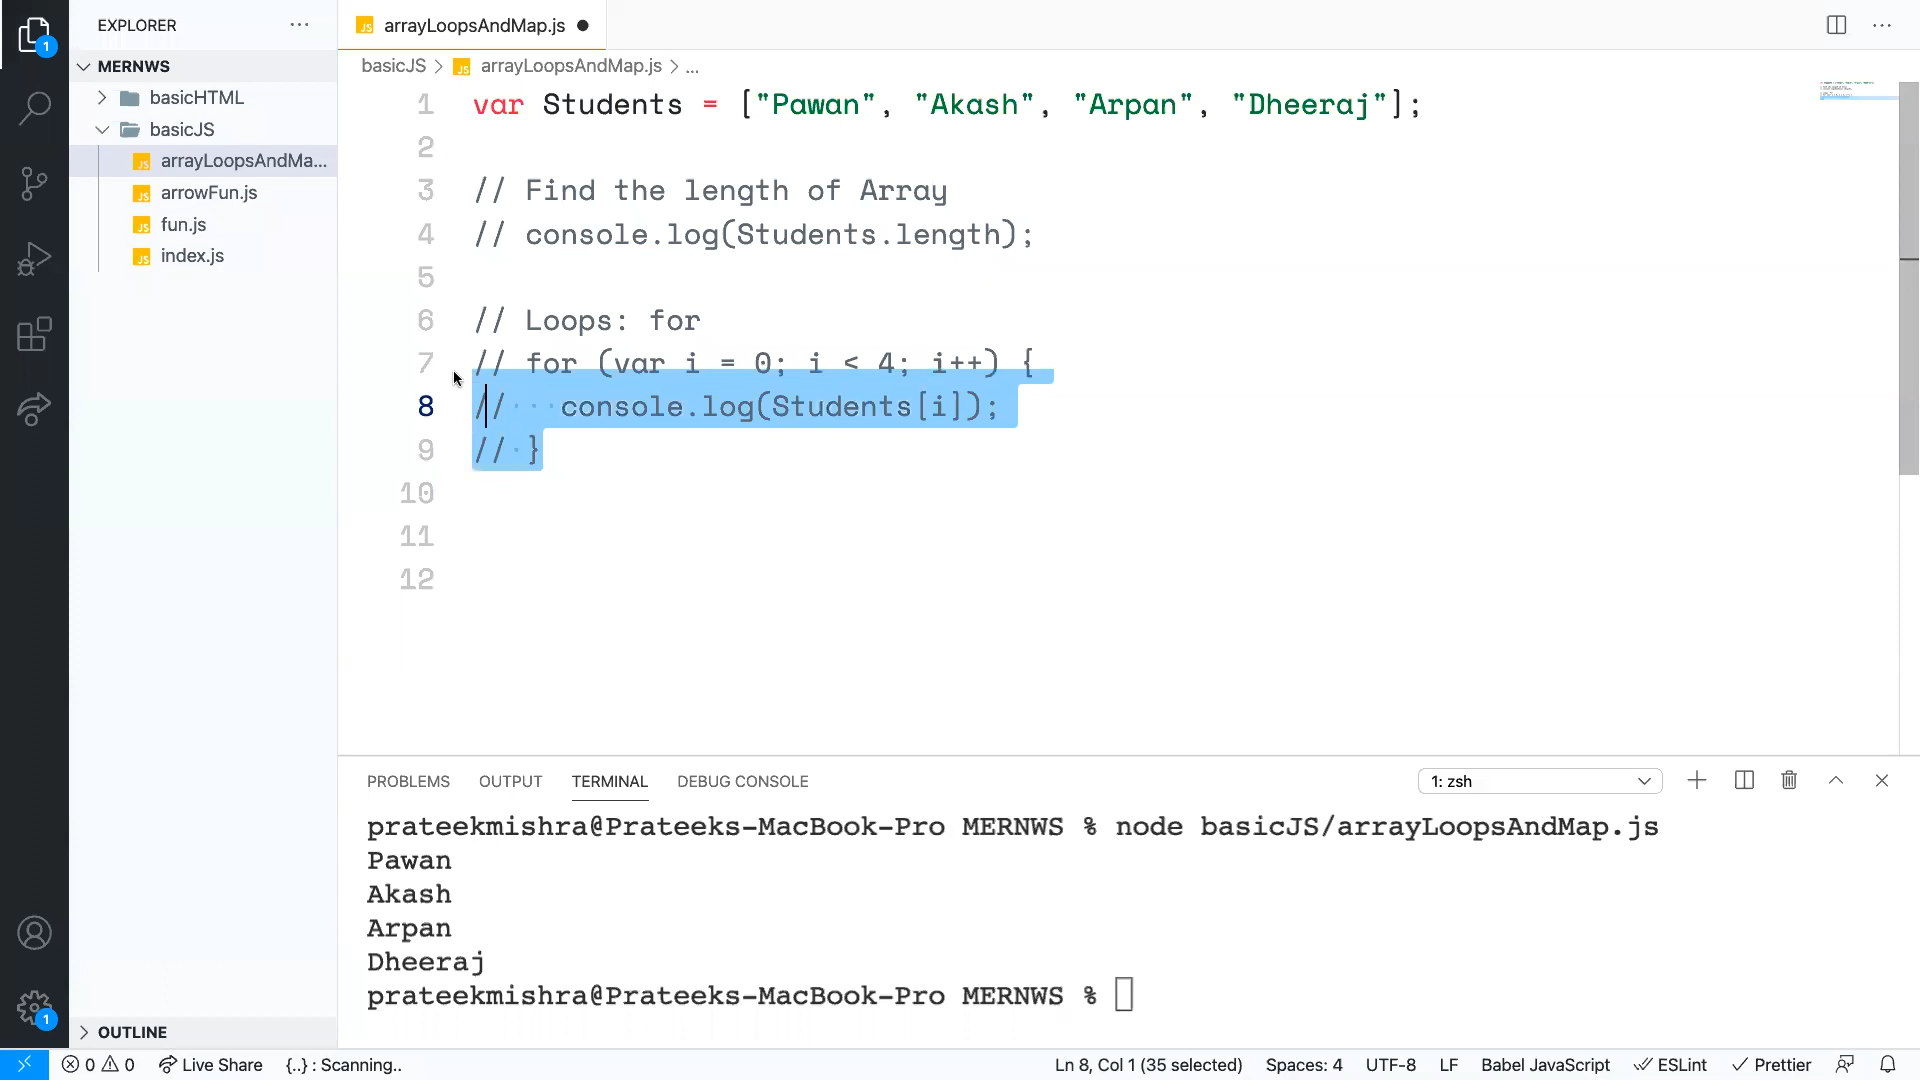 EXPLORER
MERNWS
basicHTML
basicJS
arrayLoopsAndMa...
arrowFun.js
fun.js
index.js
OUTLINE
arrayLoopsAndMap.js
basicJS > arrayLoopsAndMap.js > ...
1 var Students = ["Pawan", "Akash", "Arpan", "Dheeraj"];
2
3 // Find the length of Array
4 // console.log(Students.length);
5
6 // Loops: for
7 // for (var i = 0; i < 4; i++) {
8 // console.log(Students[i]);
9 // }
10
11
12
PROBLEMS OUTPUT TERMINAL DEBUG CONSOLE 1: zsh
prateekmishra@Prateeks-MacBook-Pro MERNWS % node basicJS/arrayLoopsAndMap.js
Pawan
Akash
Arpan
Dheeraj
prateekmishra@Prateeks-MacBook-Pro MERNWS %
0 0 Live Share {..} : Scanning.. Ln 8, Col 1 (35 selected) Spaces: 4 UTF-8 LF Babel JavaScript ESLint Prettier